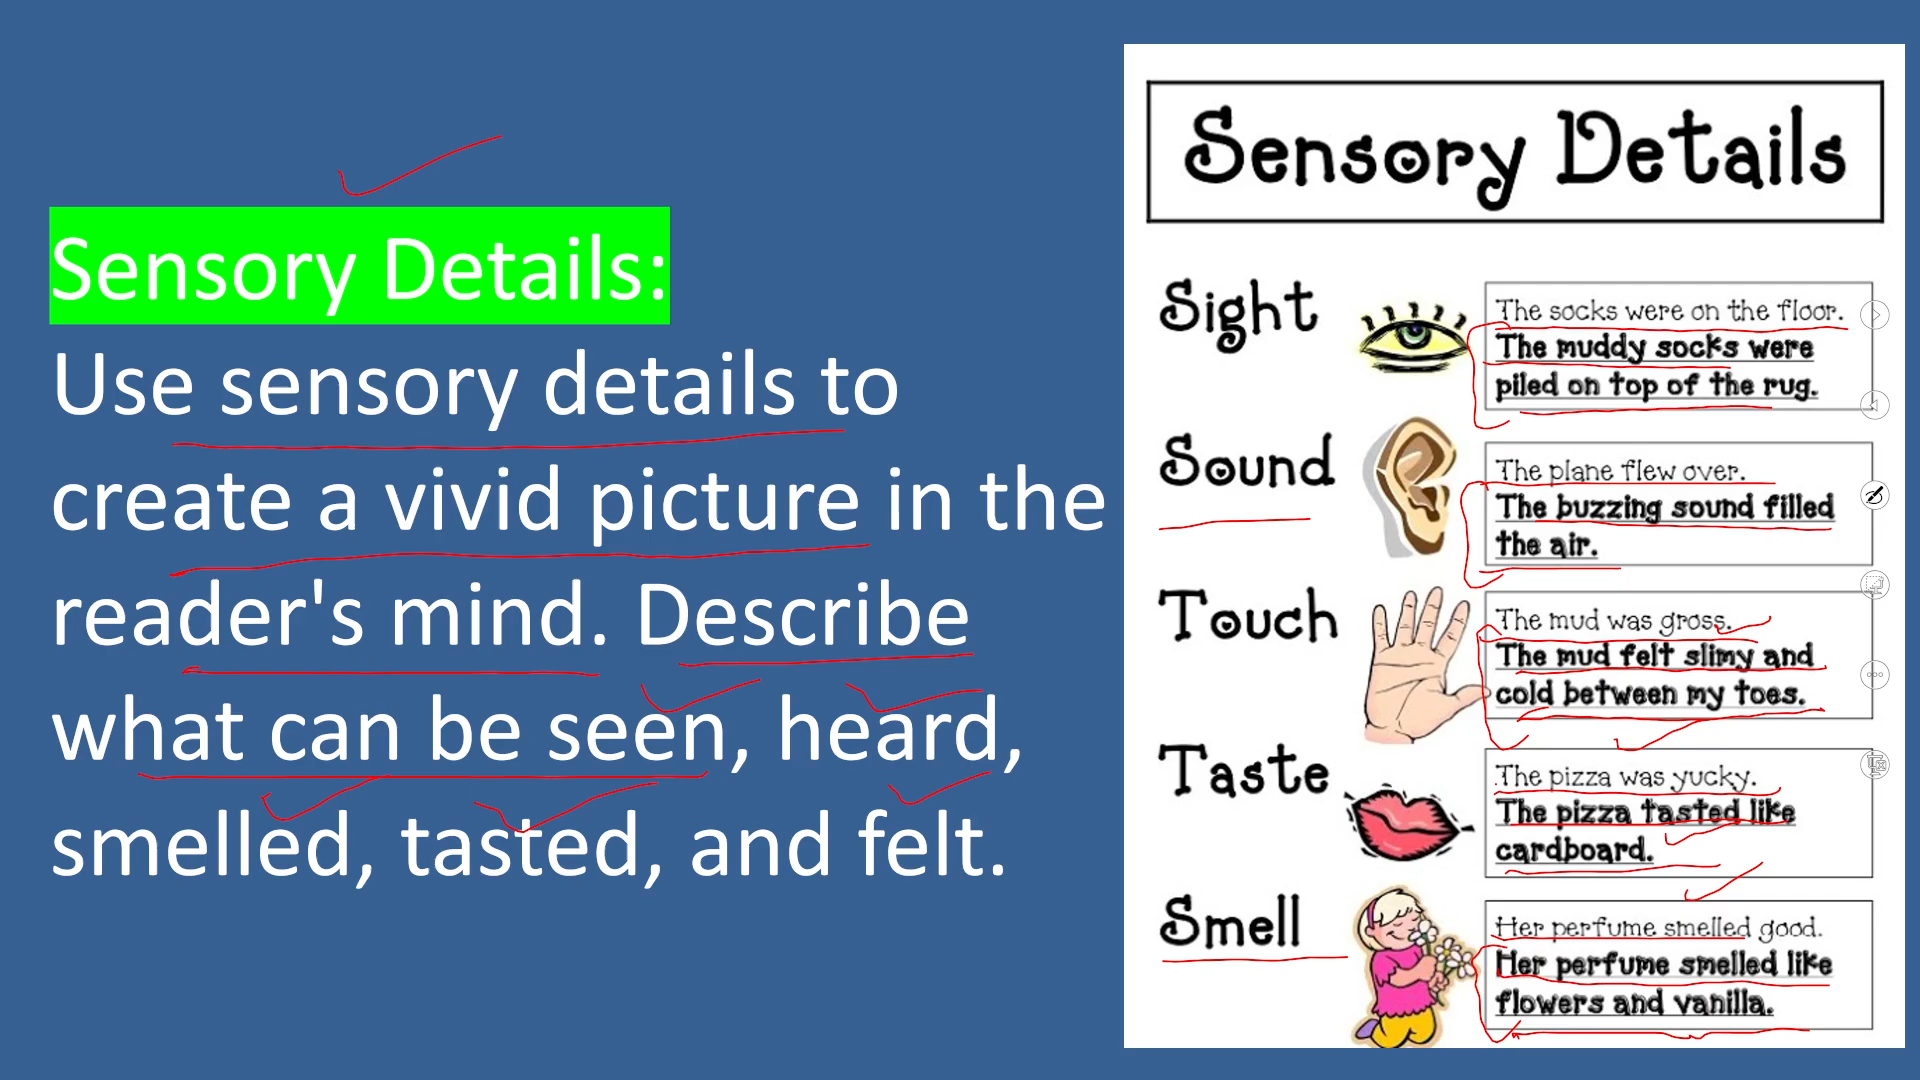 Sensory Details:
Use sensory details to
create a vivid picture in the
reader's mind. Describe
what can be seen, heard,
smelled, tasted, and felt.
Sensory Details
Sight
The socks were on the floor.
The muddy socks were
piled on top of the rug.
Sound
The plane flew over.
The buzzing sound filled
the air.
Touch
The mud was gross.
The mud felt slimy and
cold between my toes.
Taste
The pizza was yucky.
The pizza tasted like
cardboard.
Smell
Her perfume smelled good.
Her perfume smelled like
flowers and vanilla.